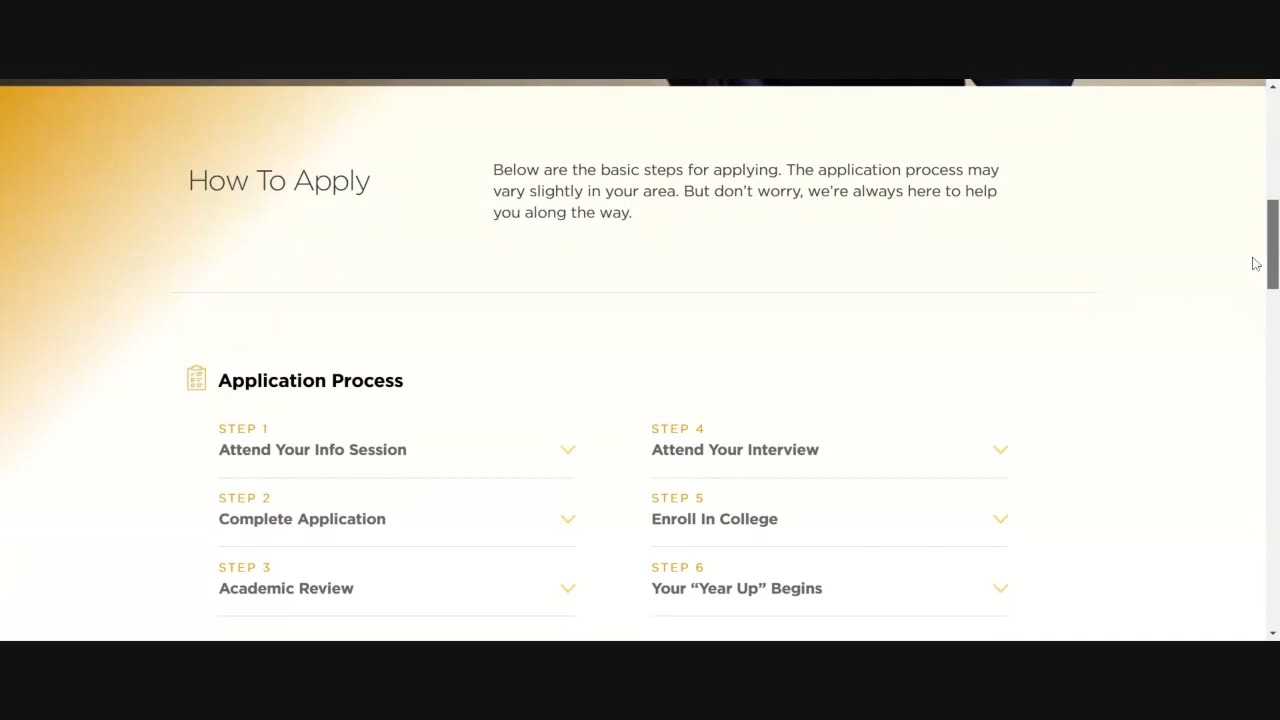 How To Apply
Below are the basic steps for applying. The application process may
vary slightly in your area. But don’t worry, we’re always here to help
you along the way.
Application Process
STEP 1
Attend Your Info Session
STEP 2
Complete Application
STEP 3
Academic Review
STEP 4
Attend Your Interview
STEP 5
Enroll In College
STEP 6
Your “Year Up” Begins